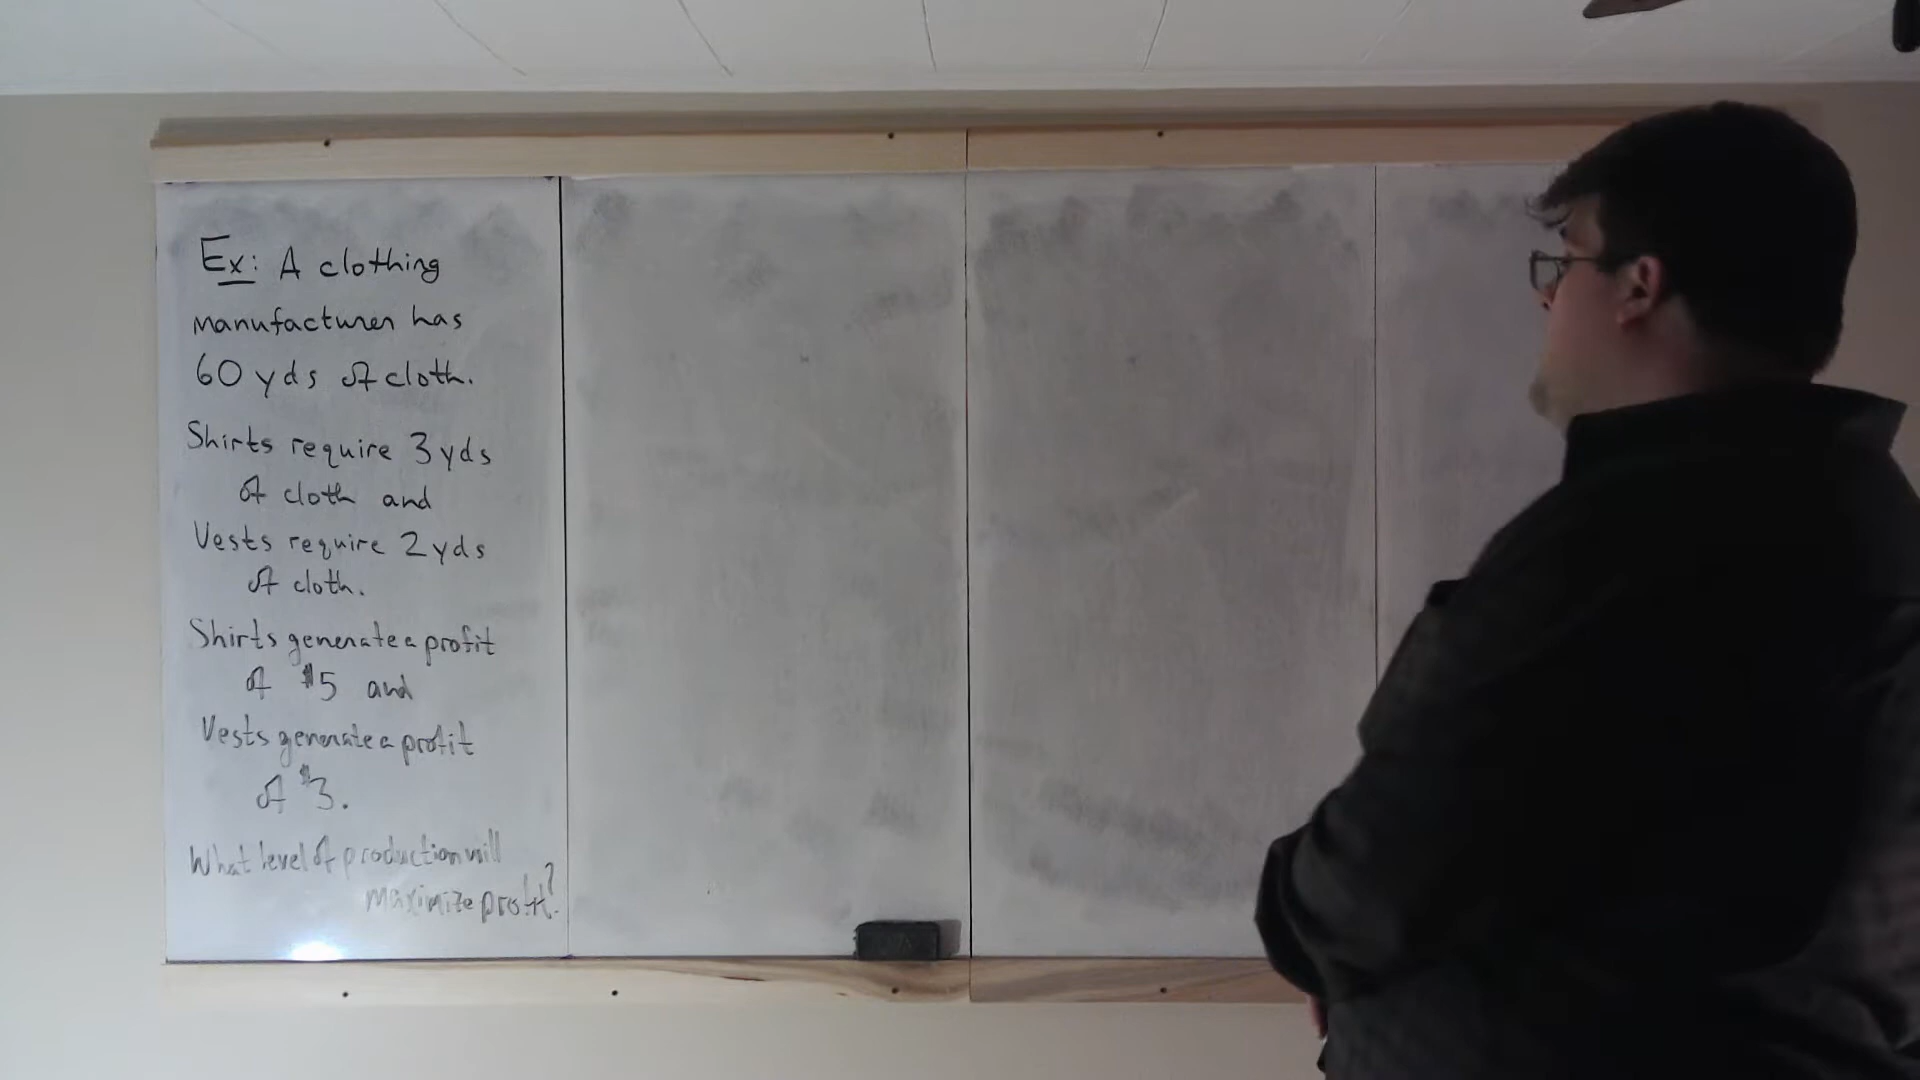 Ex: A clothing
manufacturer has
60 yds of cloth.
Shirts require 3 yds
of cloth and
Vests require 2 yds
of cloth.
Shirts generate a profit
of $5 and
Vests generate a profit
of $3.
What level of production will
maximize profit?